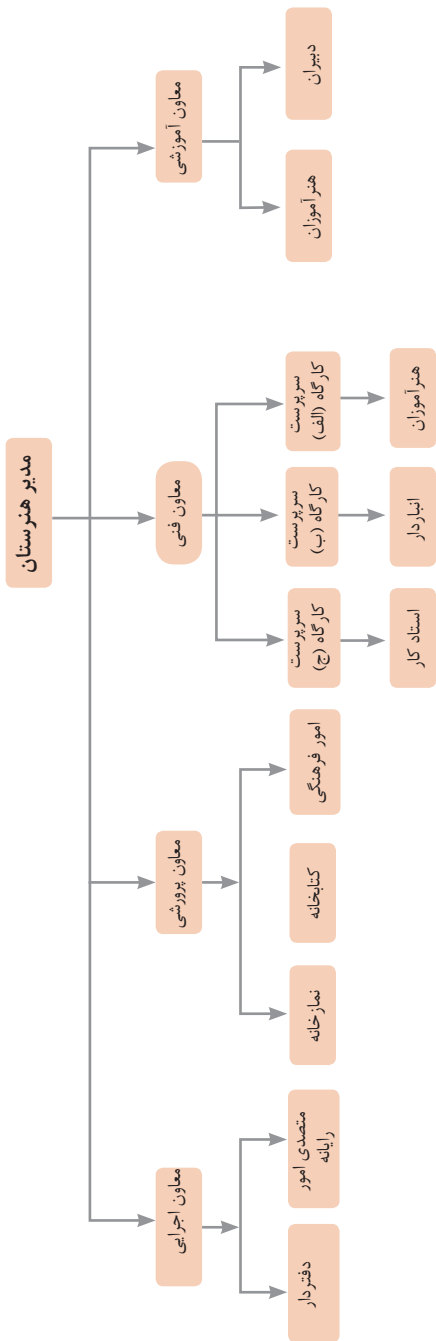 مدیر هنرستان
معاون آموزشی
معاون فنی
معاون پرورشی
معاون اجرایی
دبیران
هنرآموزان
سرپرست
کارگاه (الف)
سرپرست
کارگاه (ب)
سرپرست
کارگاه (ج)
امور فرهنگی
کتابخانه
نمازخانه
متصدی امور
رایانه
دفتردار
هنرآموزان
انباردار
استاد کار